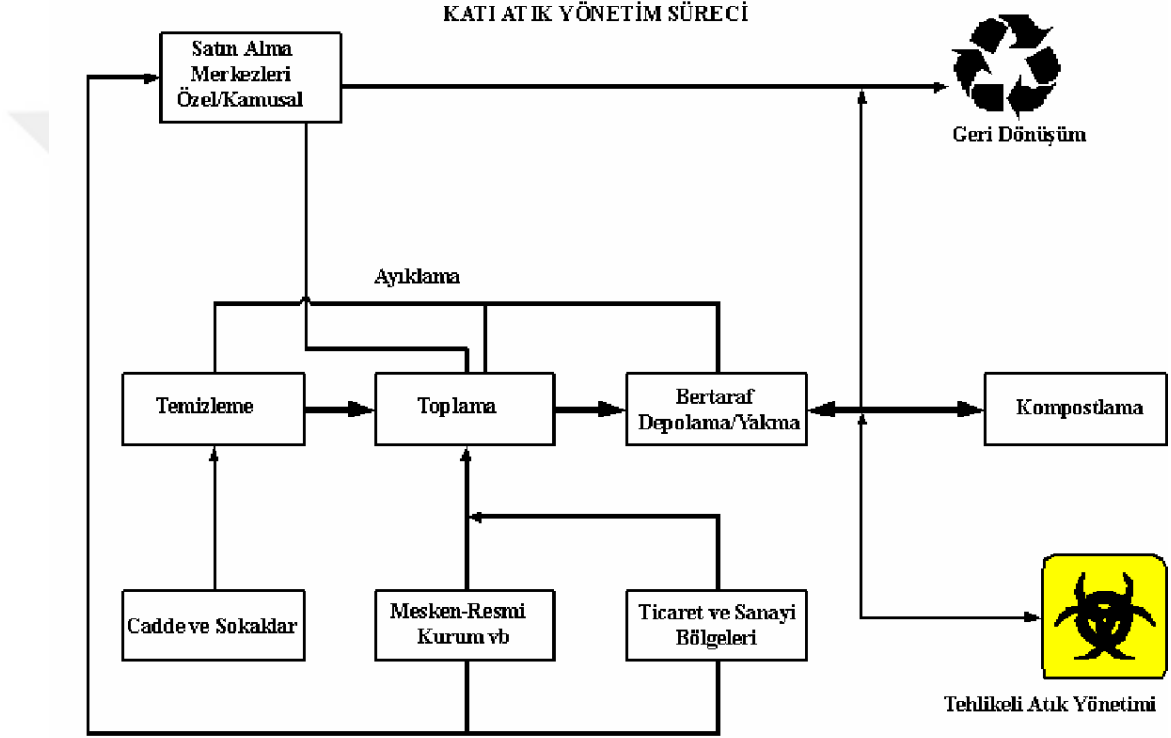 KATI ATIK YÖNETİM SÜRECİ
Satın Alma
Merkezleri
Özel/Kamusal
Geri Dönüşüm
Ayıklama
Temizleme
Toplama
Bertaraf
Depolama/Yakma
Kompostlama
Cadde ve Sokaklar
Mesken-Resmi
Kurum vb
Ticaret ve Sanayi
Bölgeleri
Tehlikeli Atık Yönetimi